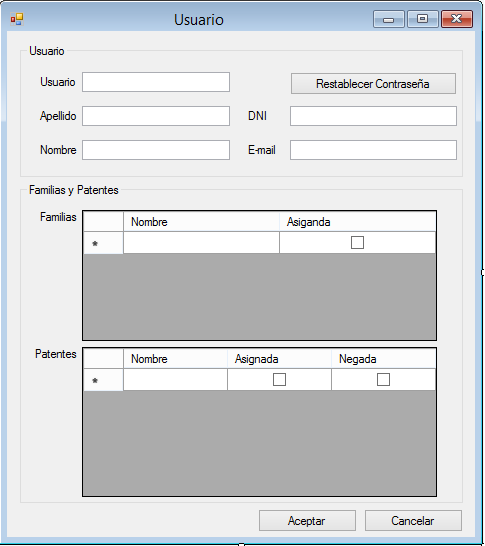 Usuario
Usuario
Usuario
Restablecer Contraseña
Apellido
DNI
Nombre
E-mail
Familias y Patentes
Familias
Nombre
Asiganda
*
Patentes
Nombre
Asignada
Negada
*
Aceptar
Cancelar